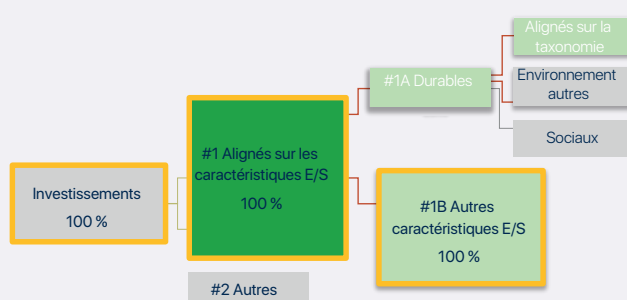 Investissements
100 %
#1 Alignés sur les
caractéristiques E/S
100 %
#2 Autres
#1A Durables
Alignés sur la
taxonomie
Environnement
autres
Sociaux
#1B Autres
caractéristiques E/S
100 %